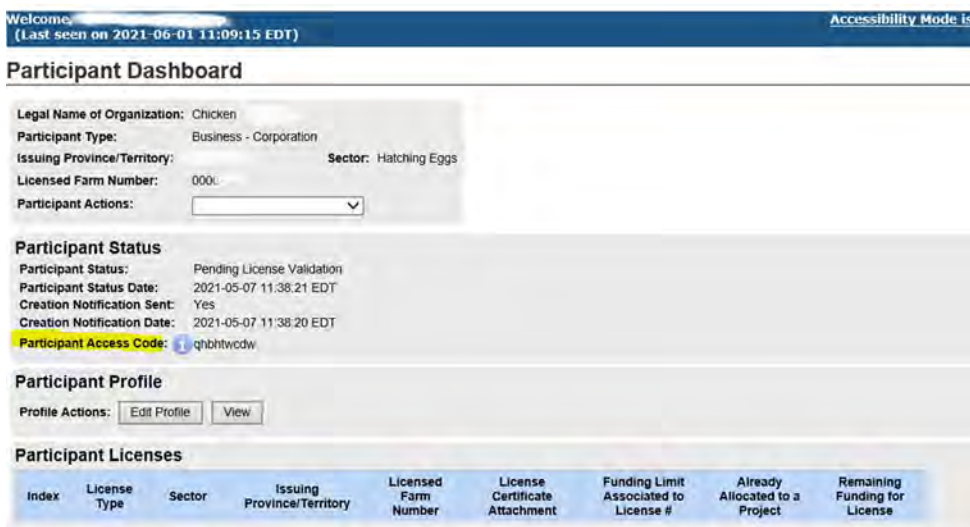 Welcome, Accessibility Mode is
(Last seen on 2021-06-01 11:09:15 EDT)
Participant Dashboard
Legal Name of Organization: Chicken
Participant Type: Business - Corporation
Issuing Province/Territory: Sector: Hatching Eggs
Licensed Farm Number: 000
Participant Actions:
Participant Status
Participant Status: Pending License Validation
Participant Status Date: 2021-05-07 11:38:21 EDT
Creation Notification Sent: Yes
Creation Notification Date: 2021-05-07 11:38:20 EDT
Participant Access Code: i qhbhtwcdw
Participant Profile
Profile Actions: Edit Profile View
Participant Licenses
Index License Type Sector Issuing Province/Territory Licensed Farm Number License Certificate Attachment Funding Limit Associated to License # Already Allocated to a Project Remaining Funding for License